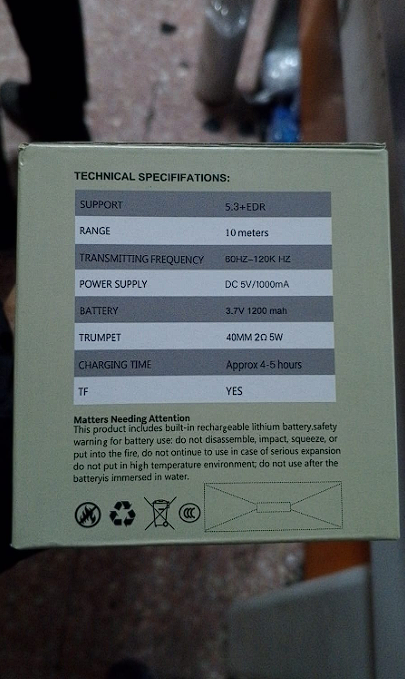 TECHNICAL SPECIFIFATIONS:
SUPPORT 5.3+EDR
RANGE 10 meters
TRANSMITTING FREQUENCY 60HZ-120K HZ
POWER SUPPLY DC 5V/1000mA
BATTERY 3.7V 1200 mah
TRUMPET 40MM 2Ω 5W
CHARGING TIME Approx 4-5 hours
TF YES
Matters Needing Attention
This product includes built-in rechargeable lithium battery.safety
warning for battery use: do not disassemble, impact, squeeze, or
put into the fire, do not ontinue to use in case of serious expansion
do not put in high temperature environment; do not use after the
batteryis immersed in water.
CCC